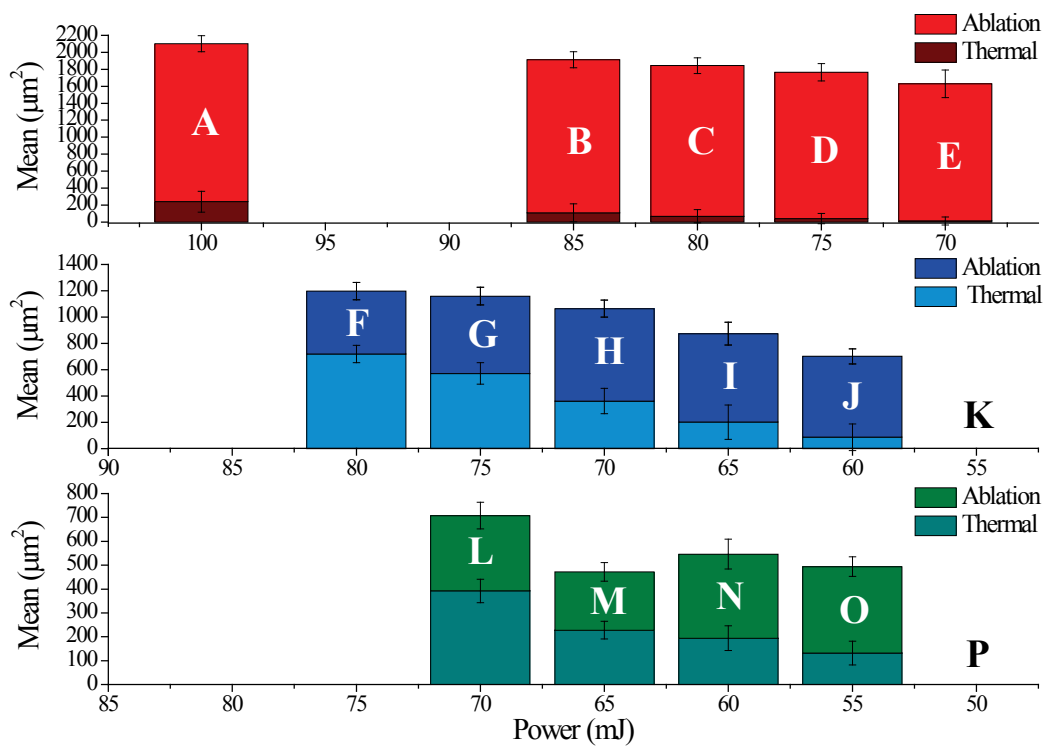 Mean (μm²)
2200
2000
1800
1600
1400
1200
1000
800
600
400
200
0
Ablation
Thermal
A
B
C
D
E
100
95
90
85
80
75
70
Mean (μm²)
1400
1200
1000
800
600
400
200
0
Ablation
Thermal
F
G
H
I
J
K
90
85
80
75
70
65
60
55
Mean (μm²)
800
700
600
500
400
300
200
100
0
Ablation
Thermal
L
M
N
O
P
85
80
75
70
65
60
55
50
Power (mJ)